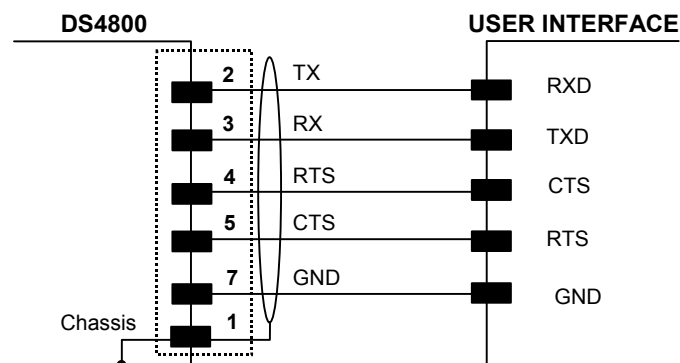 DS4800 USER INTERFACE
2 TX RXD
3 RX TXD
4 RTS CTS
5 CTS RTS
7 GND GND
Chassis 1